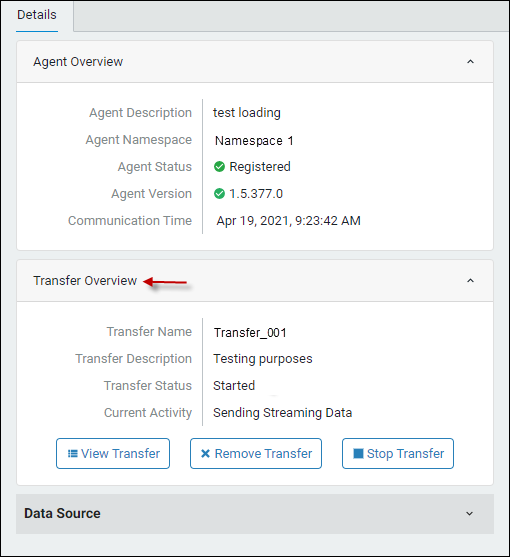 Details
Agent Overview
Agent Description test loading
Agent Namespace Namespace 1
Agent Status Registered
Agent Version 1.5.377.0
Communication Time Apr 19, 2021, 9:23:42 AM
Transfer Overview
Transfer Name Transfer_001
Transfer Description Testing purposes
Transfer Status Started
Current Activity Sending Streaming Data
View Transfer Remove Transfer Stop Transfer
Data Source